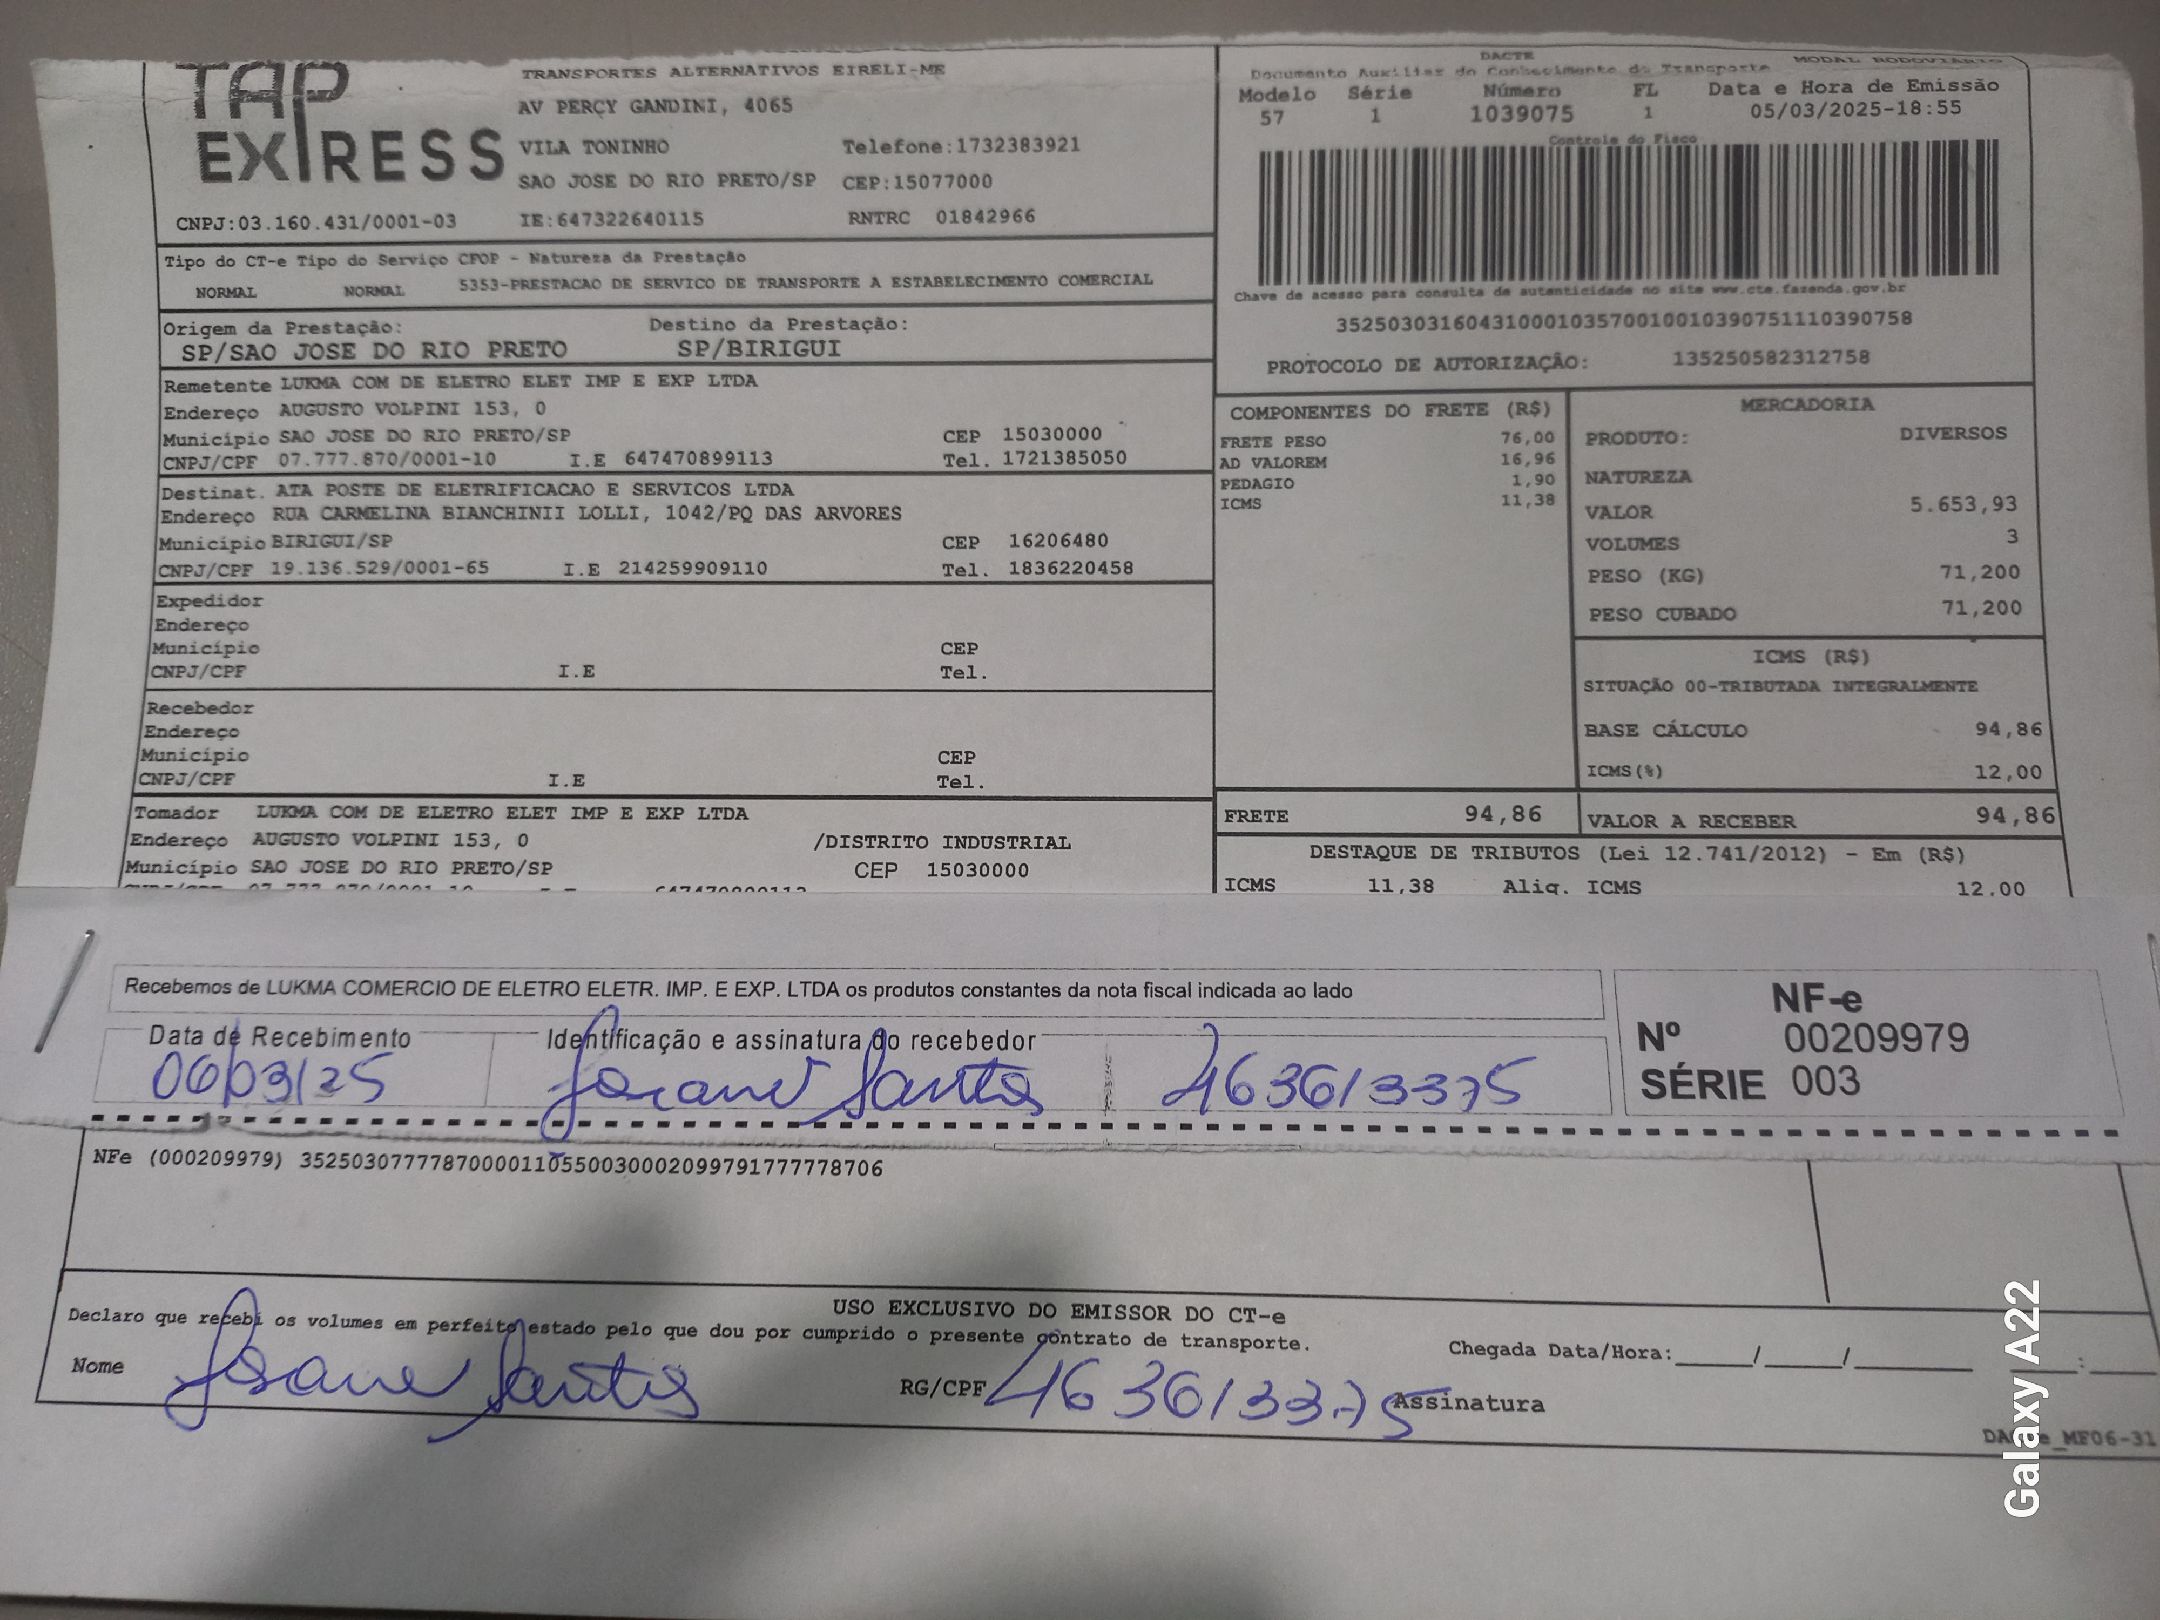 TAP EXPRESS
TRANSPORTES ALTERNATIVOS EIRELI-ME
AV PERCY GANDINI, 4065
VILA TONINHO Telefone:1732383921
SAO JOSE DO RIO PRETO/SP CEP:15077000
CNPJ:03.160.431/0001-03 IE:647322640115 RNTRC 01842966
DACTE
Documento Auxiliar do Conhecimento de Transporte MODAL RODOVIARIO
Modelo Série Número FL Data e Hora de Emissão
57 1 1039075 1 05/03/2025-18:55
Controle do Fisco
Chave de acesso para consulta de autenticidade no site www.cte.fazenda.gov.br
35250303160431000103570010010390751110390758
PROTOCOLO DE AUTORIZAÇÃO: 135250582312758
Tipo do CT-e Tipo do Serviço CFOP - Natureza da Prestação
NORMAL NORMAL 5353-PRESTACAO DE SERVICO DE TRANSPORTE A ESTABELECIMENTO COMERCIAL
Origem da Prestação: Destino da Prestação:
SP/SAO JOSE DO RIO PRETO SP/BIRIGUI
Remetente LUKMA COM DE ELETRO ELET IMP E EXP LTDA
Endereço AUGUSTO VOLPINI 153, 0
Município SAO JOSE DO RIO PRETO/SP CEP 15030000
CNPJ/CPF 07.777.870/0001-10 I.E 647470899113 Tel. 1721385050
Destinat. ATA POSTE DE ELETRIFICACAO E SERVICOS LTDA
Endereço RUA CARMELINA BIANCHINII LOLLI, 1042/PQ DAS ARVORES
Município BIRIGUI/SP CEP 16206480
CNPJ/CPF 19.136.529/0001-65 I.E 214259909110 Tel. 1836220458
Expedidor
Endereço
Município CEP
CNPJ/CPF I.E Tel.
Recebedor
Endereço
Município CEP
CNPJ/CPF I.E Tel.
Tomador LUKMA COM DE ELETRO ELET IMP E EXP LTDA
Endereço AUGUSTO VOLPINI 153, 0 /DISTRITO INDUSTRIAL
Município SAO JOSE DO RIO PRETO/SP CEP 15030000
COMPONENTES DO FRETE (R$)
FRETE PESO 76,00
AD VALOREM 16,96
PEDAGIO 1,90
ICMS 11,38
MERCADORIA
PRODUTO: DIVERSOS
NATUREZA
VALOR 5.653,93
VOLUMES 3
PESO (KG) 71,200
PESO CUBADO 71,200
ICMS (R$)
SITUAÇÃO 00-TRIBUTADA INTEGRALMENTE
BASE CÁLCULO 94,86
ICMS(%) 12,00
FRETE 94,86 VALOR A RECEBER 94,86
DESTAQUE DE TRIBUTOS (Lei 12.741/2012) - Em (R$)
ICMS 11,38 Aliq. ICMS 12.00
Recebemos de LUKMA COMERCIO DE ELETRO ELETR. IMP. E EXP. LTDA os produtos constantes da nota fiscal indicada ao lado
Data de Recebimento Identificação e assinatura do recebedor
06/03/25 Santos 463613375
NF-e
Nº 00209979
SÉRIE 003
NFe (000209979) 35250307777870000110550030002099791777778706
USO EXCLUSIVO DO EMISSOR DO CT-e
Declaro que recebi os volumes em perfeito estado pelo que dou por cumprido o presente contrato de transporte.
Chegada Data/Hora:____/____/______ ____:____
Nome Santos RG/CPF 463613375 Assinatura
Galaxy A22